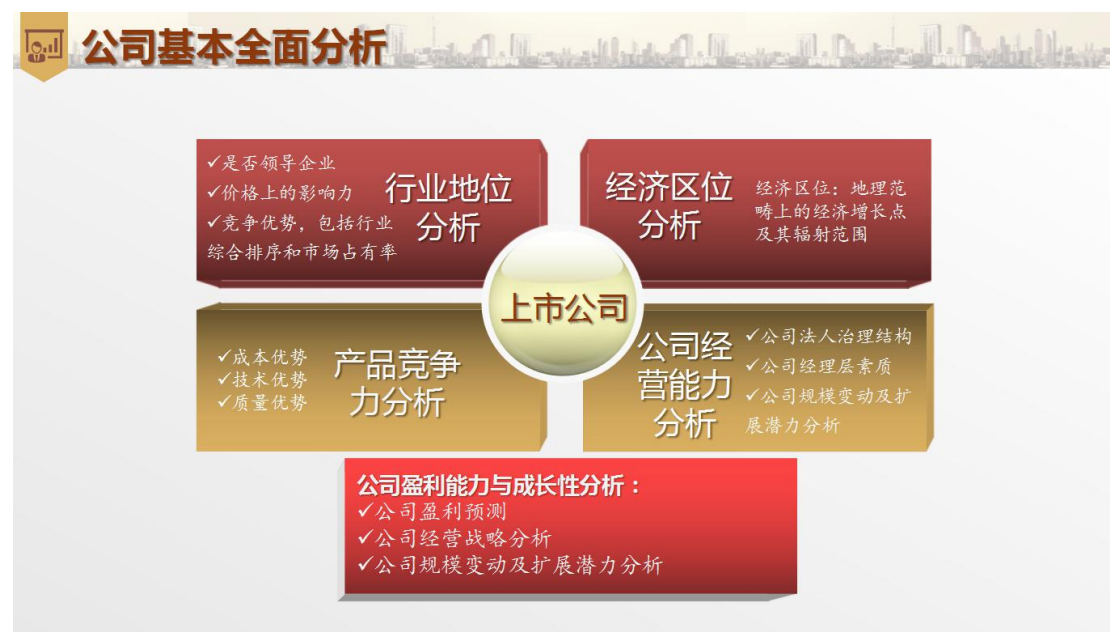 公司基本全面分析
✓是否领导企业
✓价格上的影响力
✓竞争优势，包括行业
综合排序和市场占有率
行业地位
分析
经济区位
分析
经济区位：地理范
畴上的经济增长点
及其辐射范围
上市公司
✓成本优势
✓技术优势
✓质量优势
产品竞争
力分析
公司经
营能力
分析
✓公司法人治理结构
✓公司经理层素质
✓公司规模变动及扩
展潜力分析
公司盈利能力与成长性分析：
✓公司盈利预测
✓公司经营战略分析
✓公司规模变动及扩展潜力分析